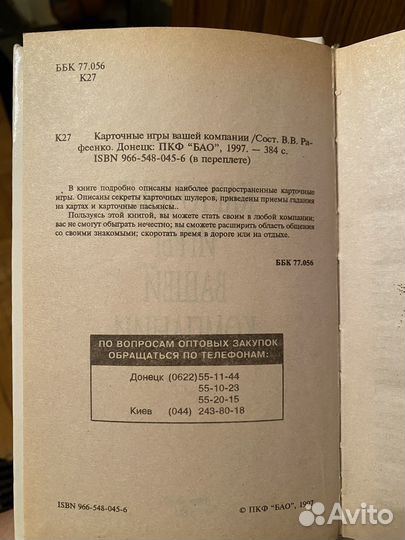 ББК 77.056
К27
К27 Карточные игры вашей компании /Сост. В.В. Ра-
феенко. Донецк: ПКФ "БАО", 1997. — 384 с.
ISBN 966-548-045-6 (в переплете)
В книге подробно описаны наиболее распространенные карточные
игры. Описаны секреты карточных шулеров, приведены приемы гадания
на картах и карточные пасьянсы..
Пользуясь этой книгой, вы можете стать своим в любой компании;
вас не смогут обыграть нечестно; вы сможете расширить область общения
со своими знакомыми; скоротать время в дороге или на отдыхе.
ББК 77.056
ВАШЕЙ
КОМПАНИИ
ПО ВОПРОСАМ ОПТОВЫХ ЗАКУПОК
ОБРАЩАТЬСЯ ПО ТЕЛЕФОНАМ:
Донецк (0622) 55-11-44
55-10-23
55-20-15
Киев (044) 243-80-18
ISBN 966-548-045-6
© ПКФ "БАО", 1997
Avito